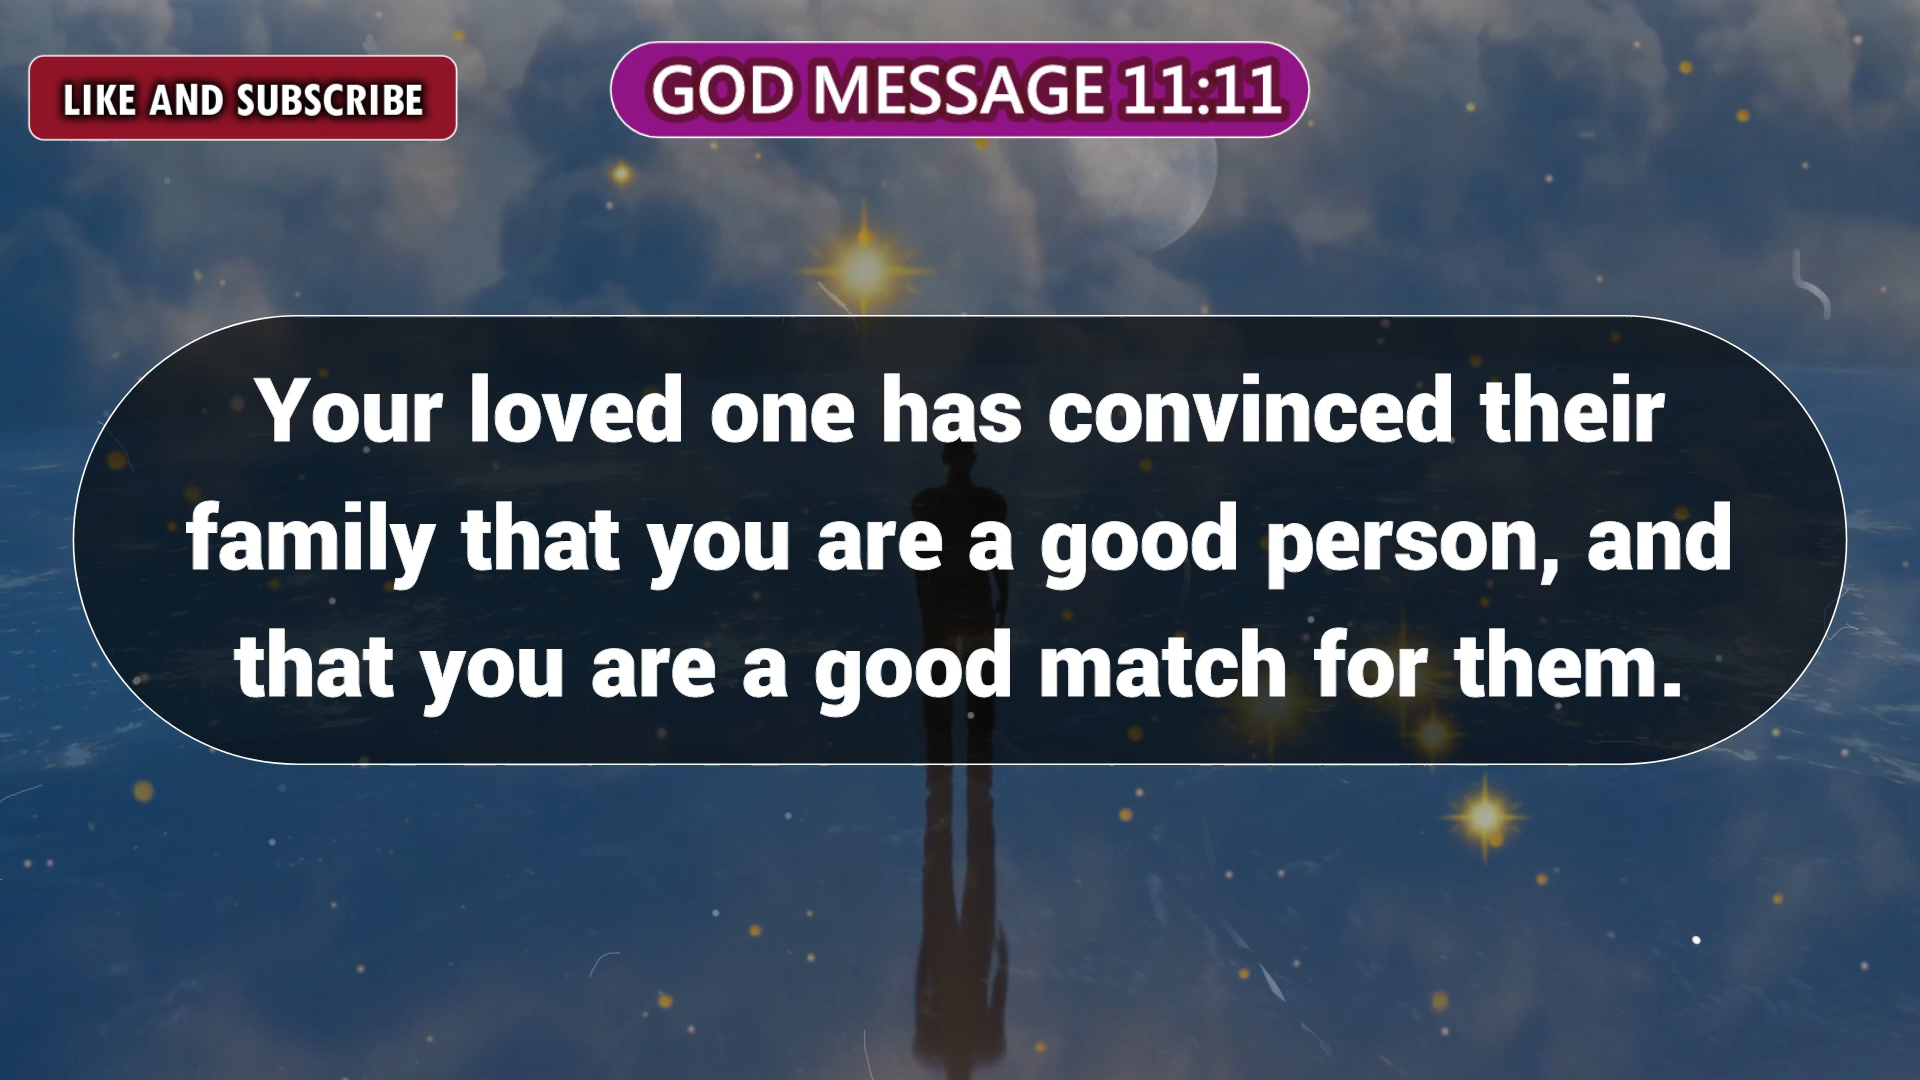 LIKE AND SUBSCRIBE
GOD MESSAGE 11:11
Your loved one has convinced their
family that you are a good person, and
that you are a good match for them.